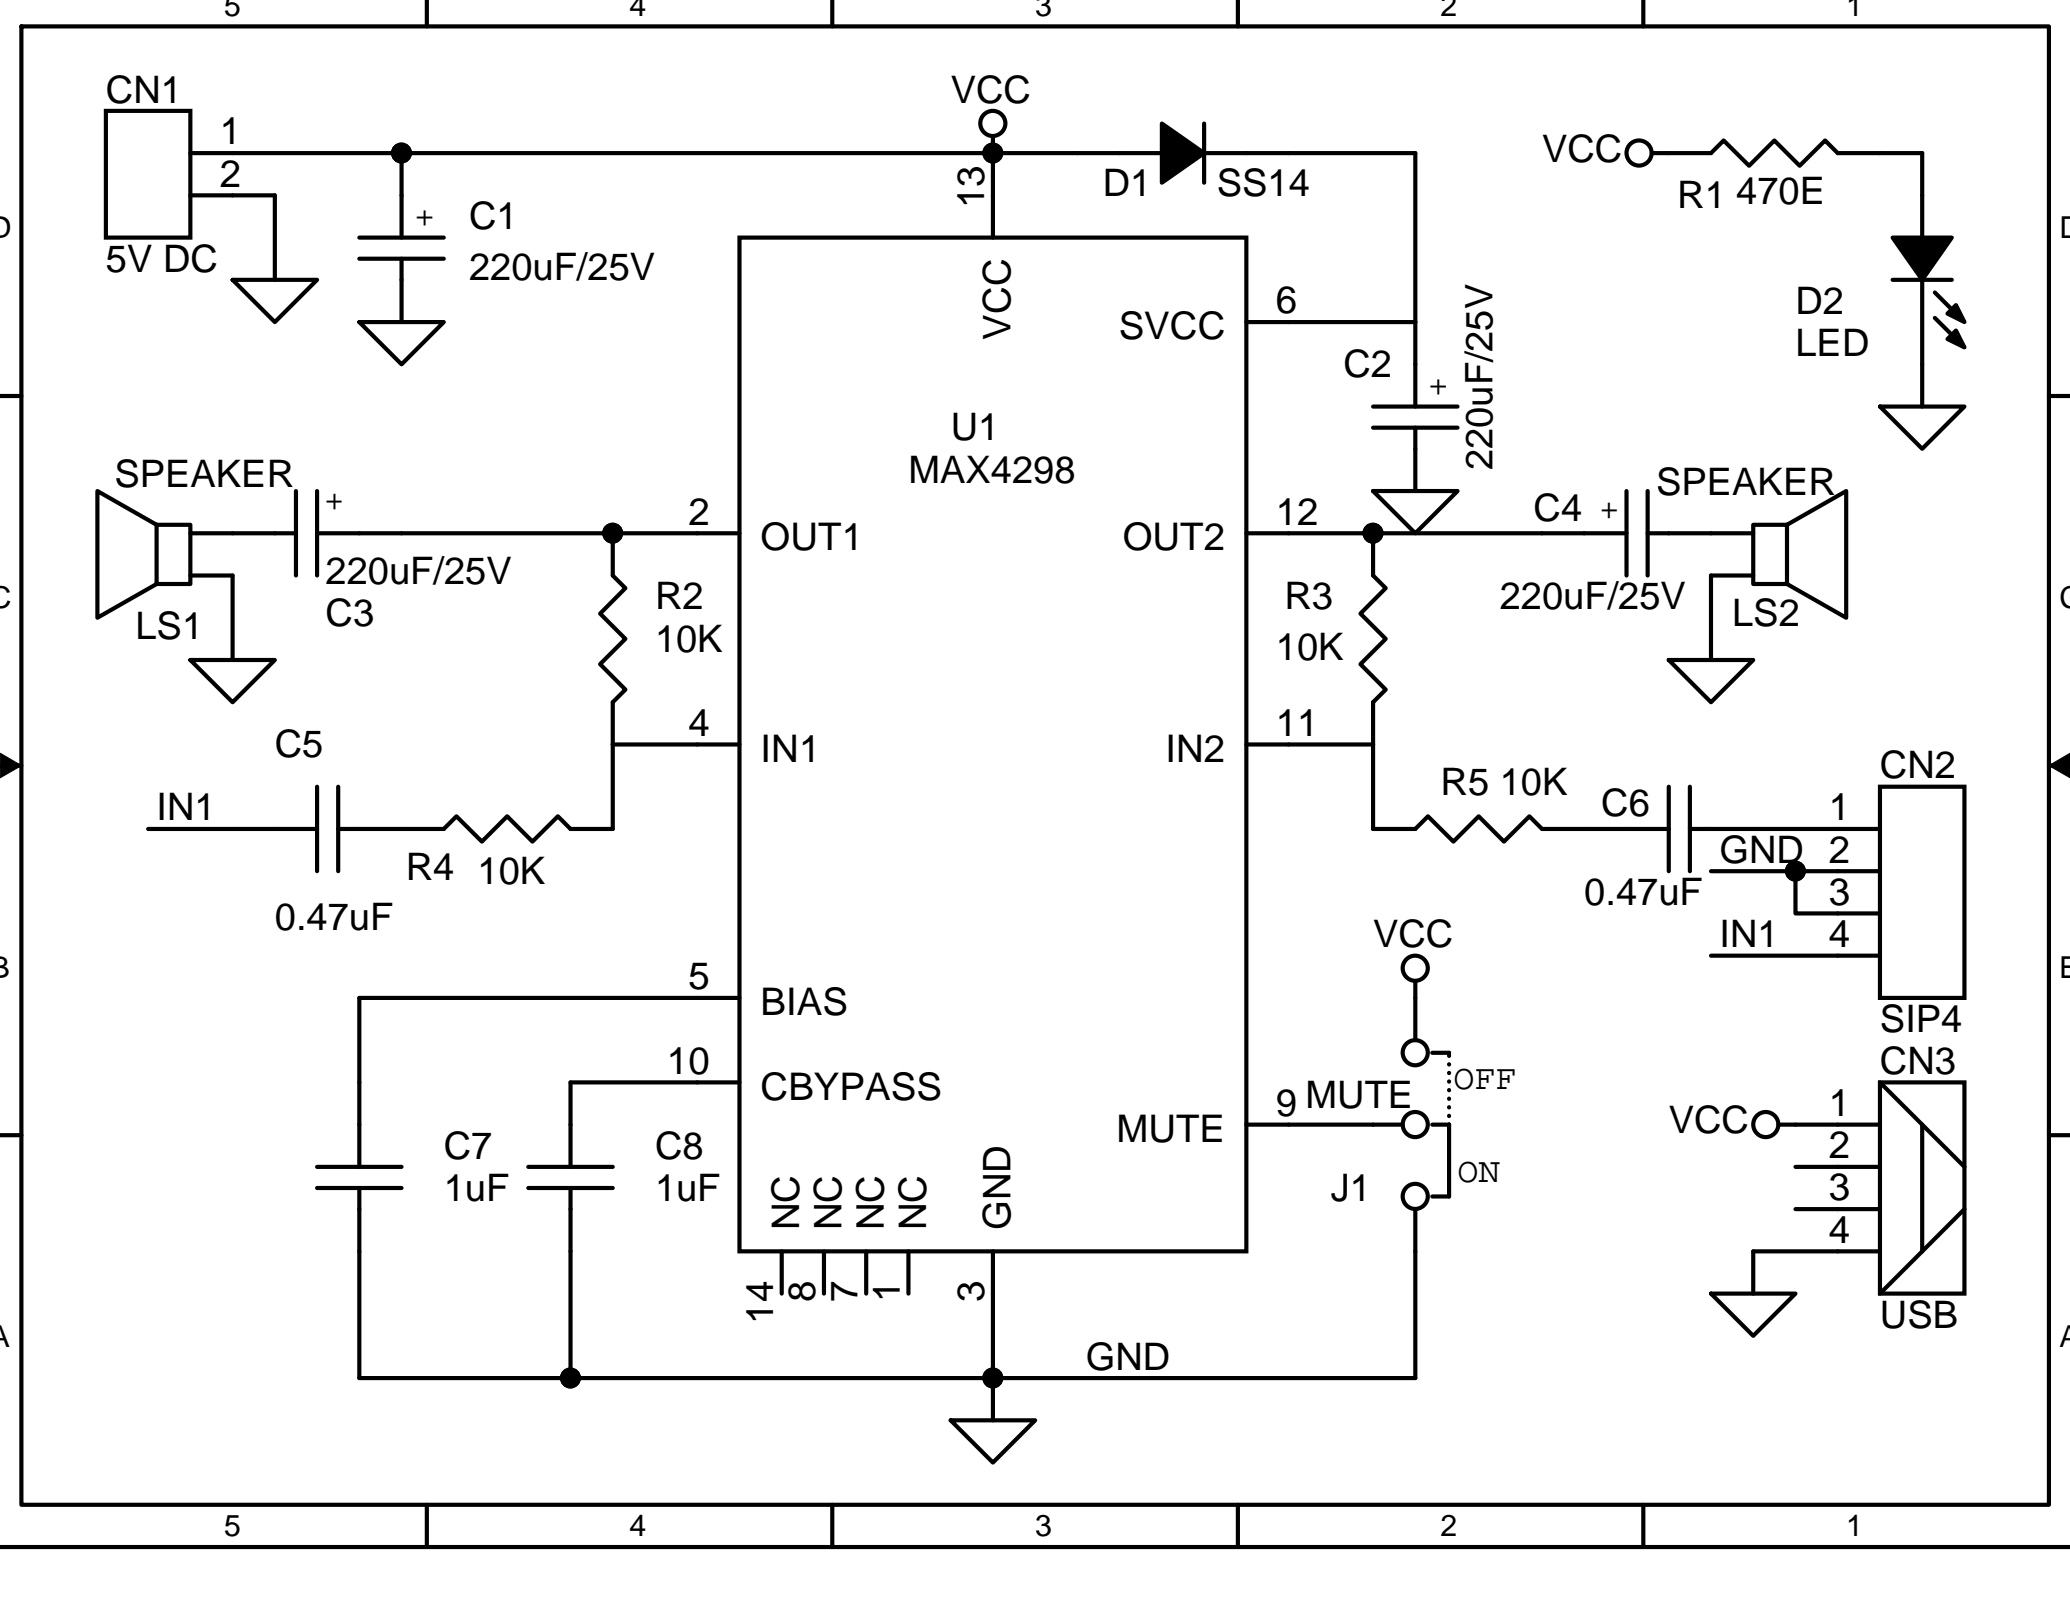 5 4 3 2 1
CN1
1
2
5V DC
VCC
13
D1 SS14
VCC
R1 470E
D
D
+ C1
220uF/25V
VCC
SVCC
6
C2
+
220uF/25V
D2
LED
U1
MAX4298
SPEAKER
+
220uF/25V
C3
LS1
2
OUT1
R2
10K
OUT2
12
C4 +
SPEAKER
220uF/25V
LS2
R3
10K
C
C
4
IN1
IN2
11
C5
IN1
R4 10K
0.47uF
R5 10K
C6
0.47uF
CN2
1
GND 2
3
IN1 4
SIP4
B
B
5
BIAS
10
CBYPASS
C7
1uF
C8
1uF
VCC
OFF
MUTE
9 MUTE
ON
J1
CN3
VCC 1
2
3
4
USB
NC NC NC NC GND
14 8 7 1 3
GND
A
A
5 4 3 2 1